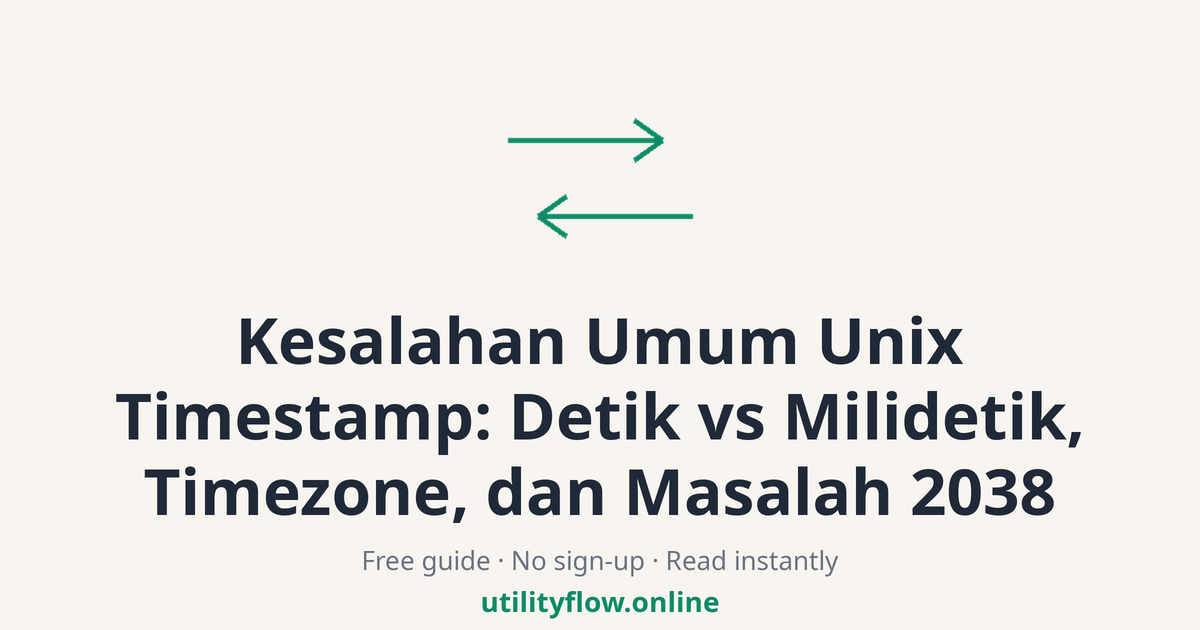 Kesalahan Umum Unix
Timestamp: Detik vs Milidetik,
Timezone, dan Masalah 2038
Free guide · No sign-up · Read instantly
utilityflow.online